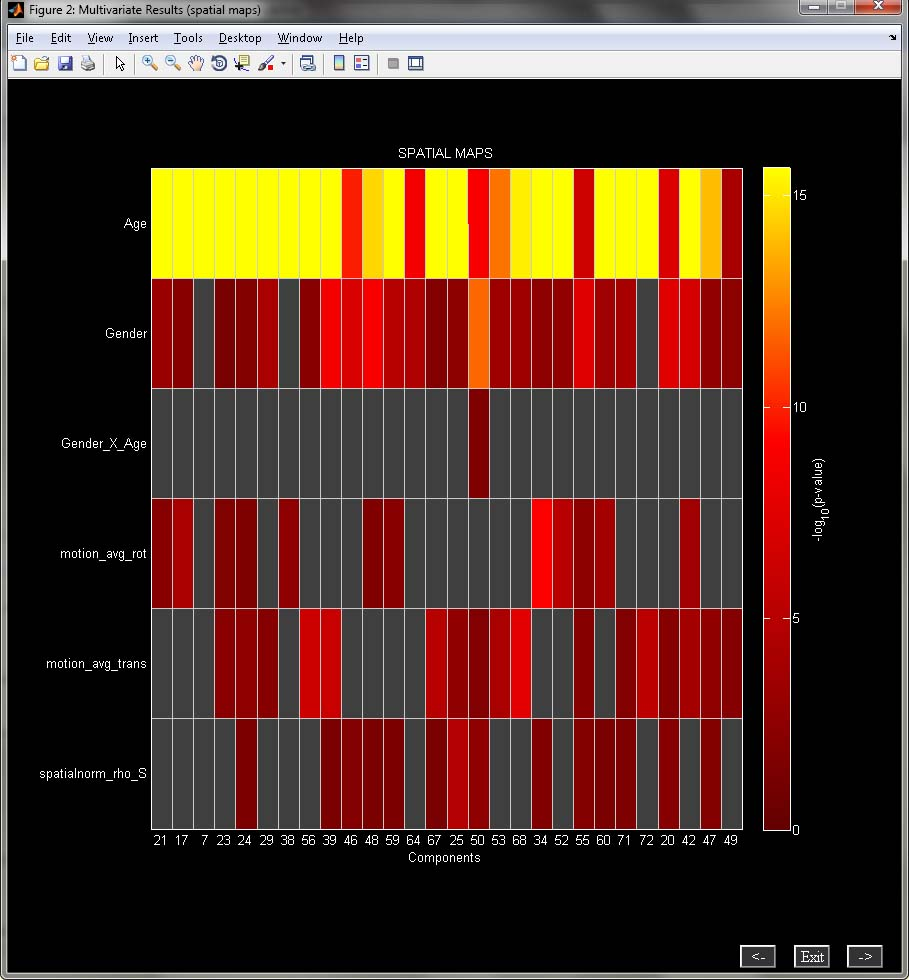 Figure 2: Multivariate Results (spatial maps)
File Edit View Insert Tools Desktop Window Help
SPATIAL MAPS
Age
Gender
Gender_X_Age
motion_avg_rot
motion_avg_trans
spatialnorm_rho_S
21 17 7 23 24 29 38 56 39 46 48 59 64 67 25 50 53 68 34 52 55 60 71 72 20 42 47 49
Components
15
10
5
0
-log10(p-value)
<- Exit ->